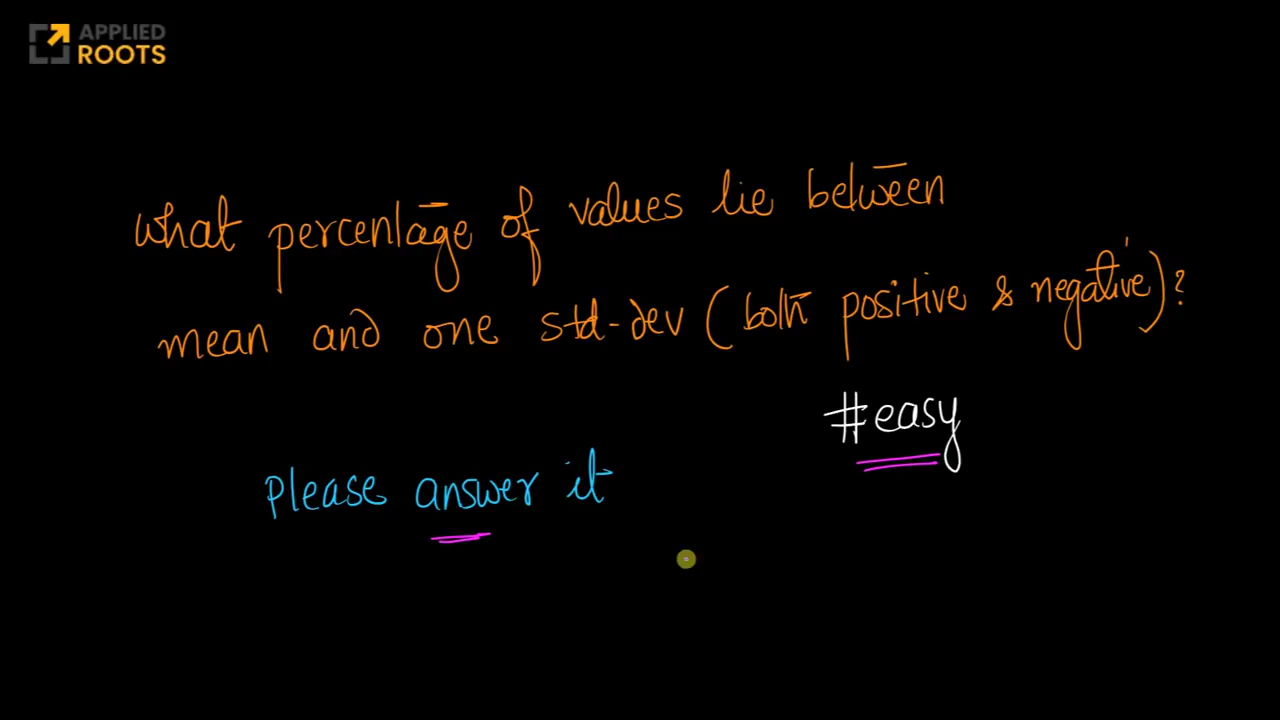 APPLIED
ROOTS
What percentage of values lie between
mean and one std-dev (both positive & negative)?
#easy
please answer it